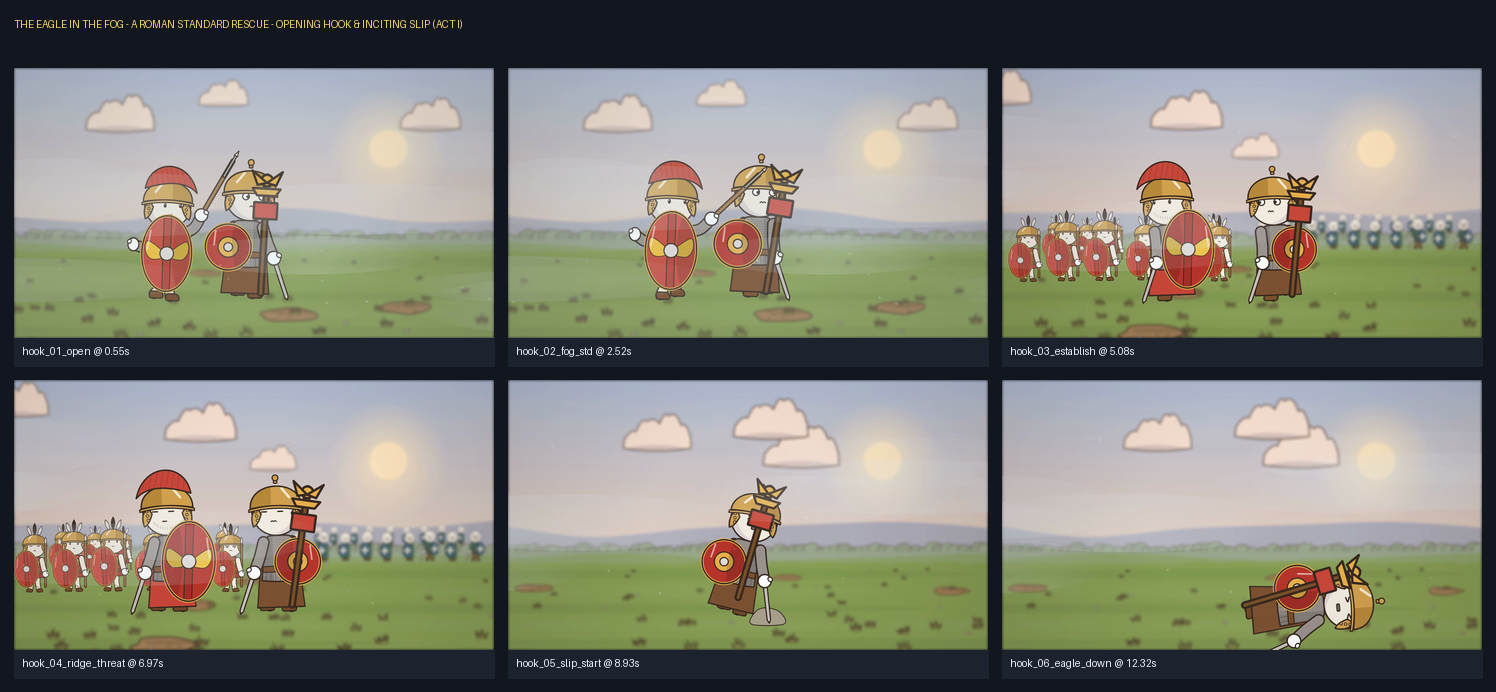 THE EAGLE IN THE FOG - A ROMAN STANDARD RESCUE - OPENING HOOK & INCITING SLIP (ACT I)
hook_01_open @ 0.55s
hook_02_fog_std @ 2.52s
hook_03_establish @ 5.08s
hook_04_ridge_threat @ 6.97s
hook_05_slip_start @ 8.93s
hook_06_eagle_down @ 12.32s